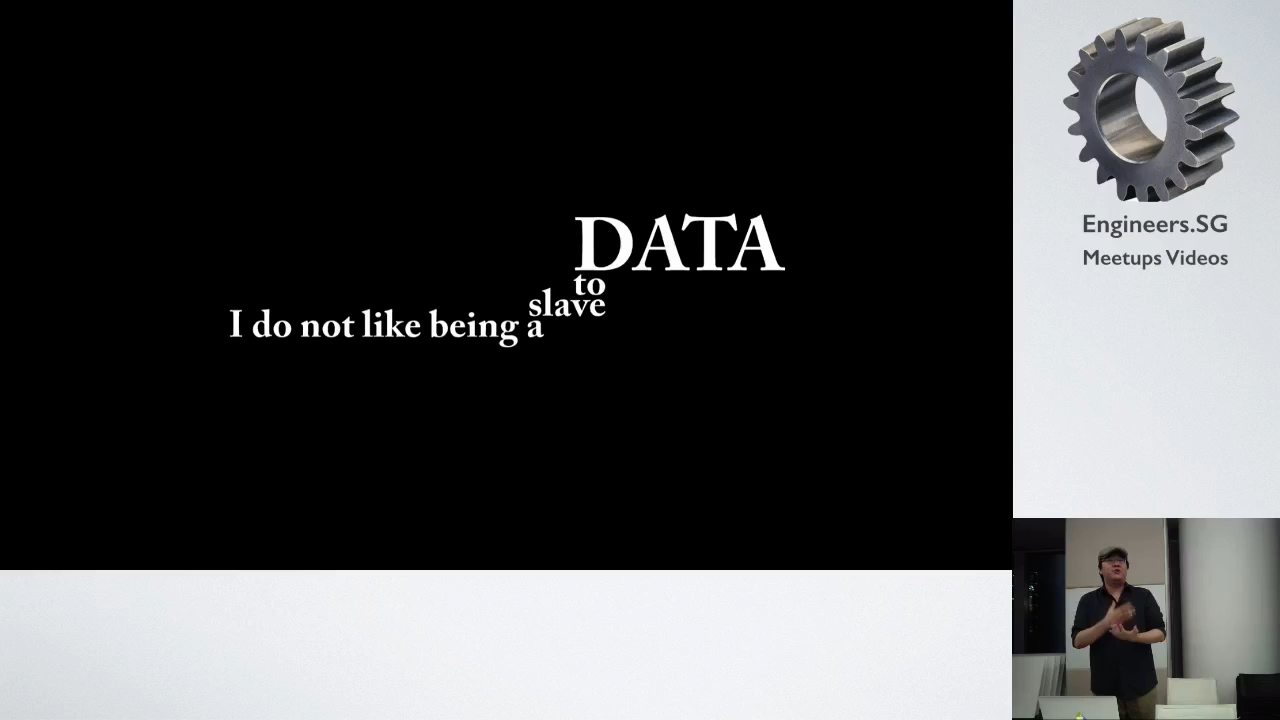 I do not like being a
slave
to
DATA
Engineers.SG
Meetups Videos